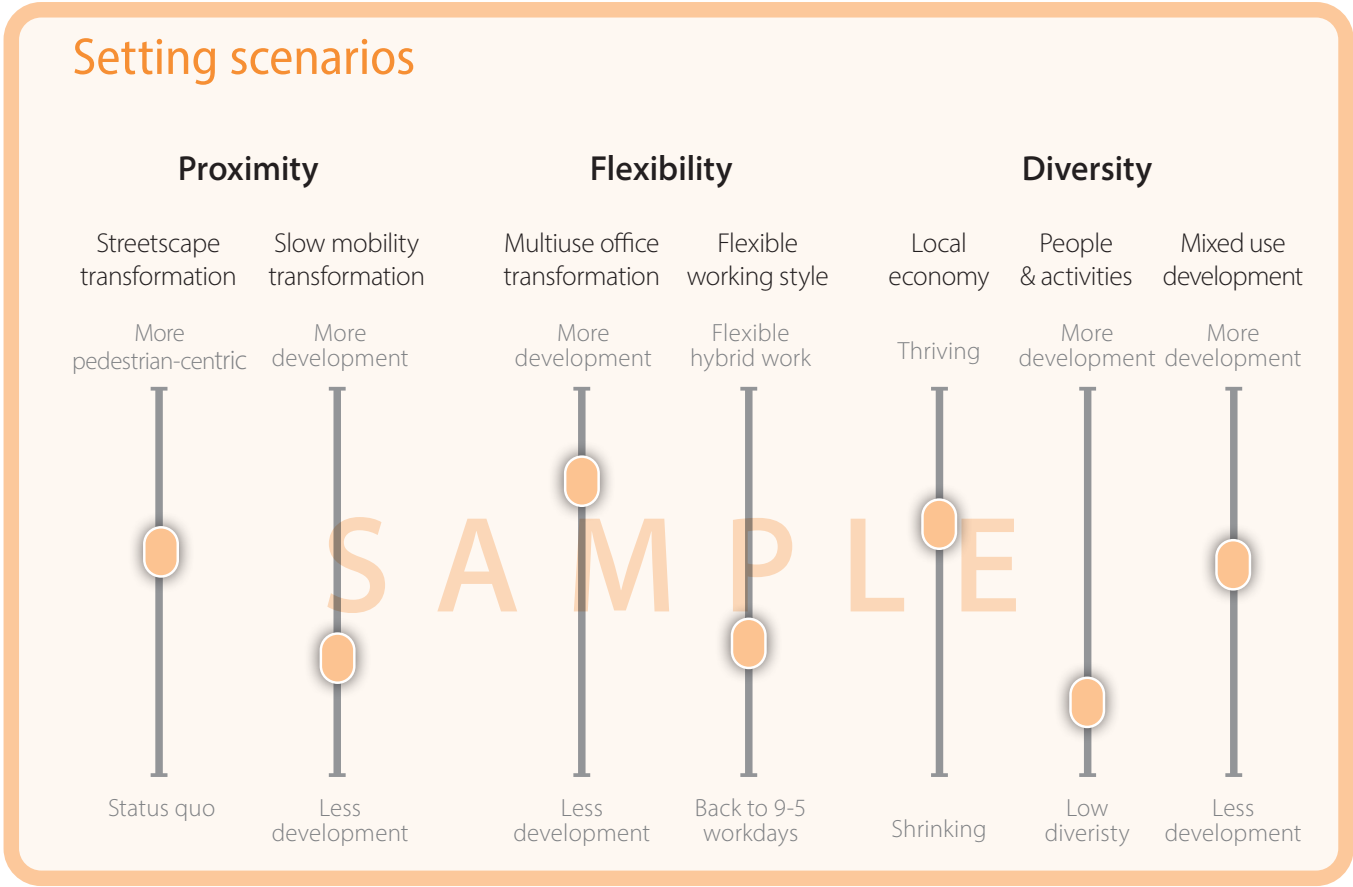 Setting scenarios
Proximity
Flexibility
Diversity
Streetscape
transformation
Slow mobility
transformation
Multiuse office
transformation
Flexible
working style
Local
economy
People
& activities
Mixed use
development
More
pedestrian-centric
More
development
More
development
Flexible
hybrid work
Thriving
More
development
More
development
SAMPLE
Status quo
Less
development
Less
development
Back to 9-5
workdays
Shrinking
Low
diveristy
Less
development